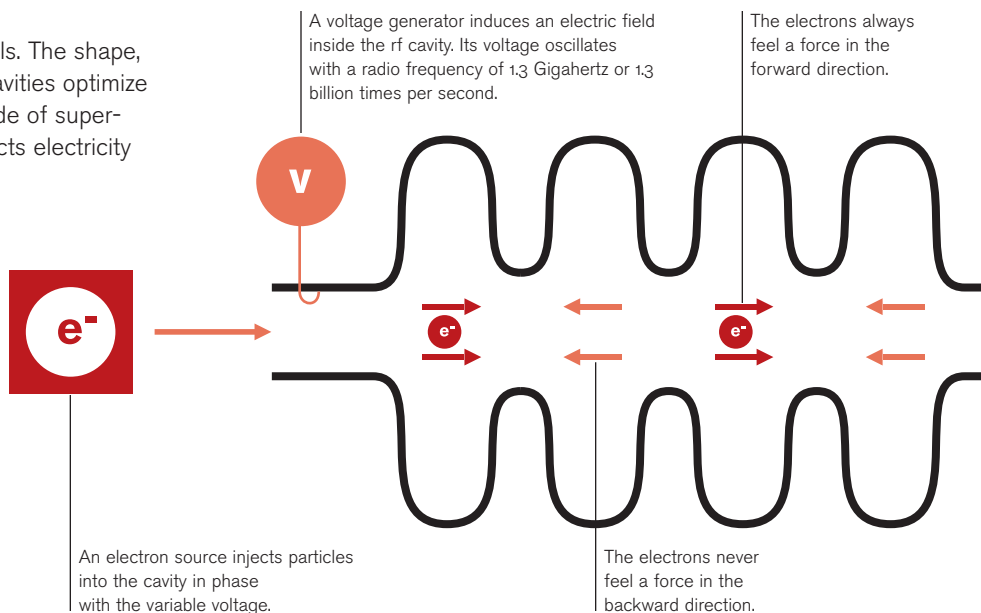 ls. The shape,
avities optimize
de of super-
cts electricity
A voltage generator induces an electric field
inside the rf cavity. Its voltage oscillates
with a radio frequency of 1.3 Gigahertz or 1.3
billion times per second.
The electrons always
feel a force in the
forward direction.
V
e-
e-
e-
An electron source injects particles
into the cavity in phase
with the variable voltage.
The electrons never
feel a force in the
backward direction.